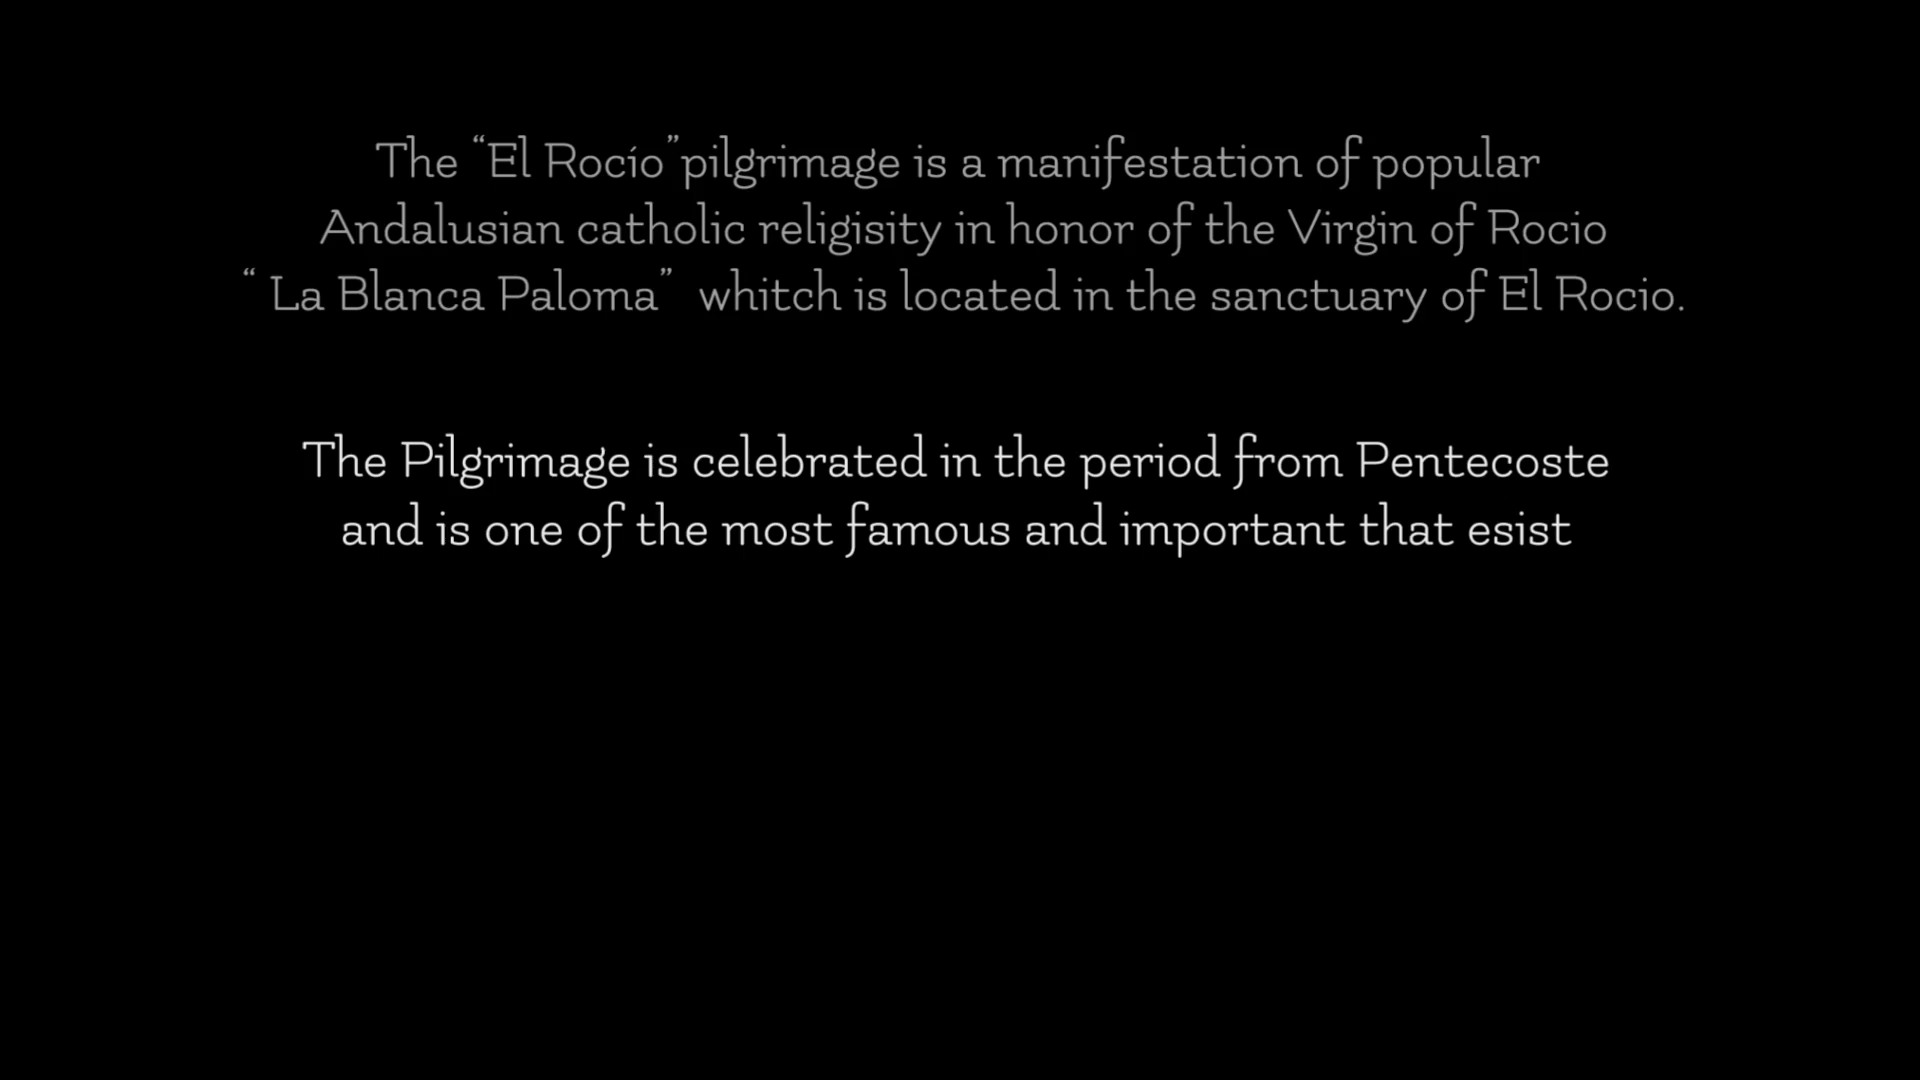 The “El Rocío”pilgrimage is a manifestation of popular
Andalusian catholic religisity in honor of the Virgin of Rocio
“ La Blanca Paloma”  whitch is located in the sanctuary of El Rocio.
The Pilgrimage is celebrated in the period from Pentecoste
and is one of the most famous and important that esist